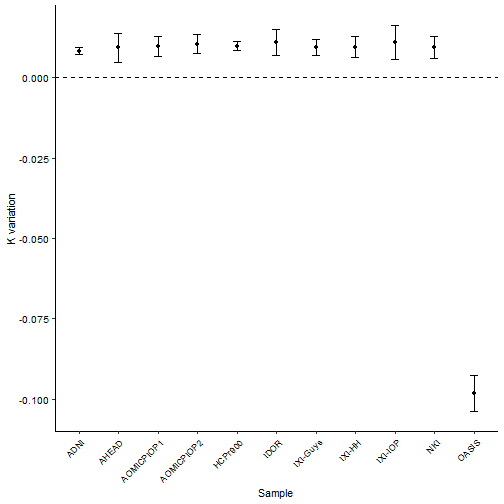 0.000
-0.025
-0.050
-0.075
-0.100
K variation
ADNI
AHEAD
AOMICPIOP1
AOMICPIOP2
HCPr900
IDOR
IXI-Guys
IXI-HH
IXI-IOP
NKI
OASIS
Sample